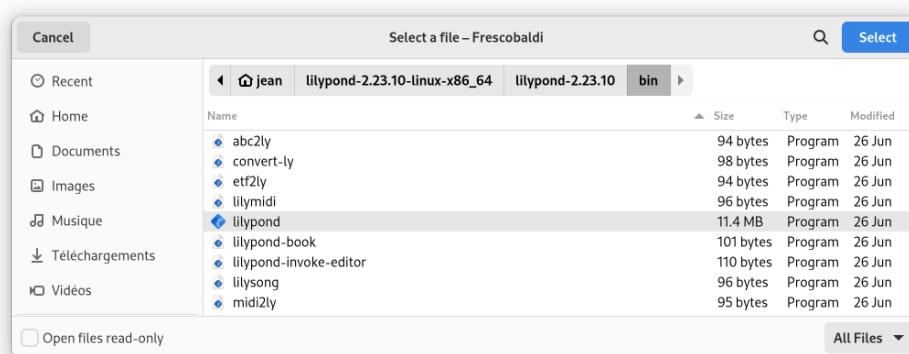 Cancel Select a file – Frescobaldi Select
Recent
Home
Documents
Images
Musique
Téléchargements
Vidéos
jean lilypond-2.23.10-linux-x86_64 lilypond-2.23.10 bin
Name Size Type Modified
abc2ly 94 bytes Program 26 Jun
convert-ly 98 bytes Program 26 Jun
etf2ly 94 bytes Program 26 Jun
lilymidi 96 bytes Program 26 Jun
lilypond 11.4 MB Program 26 Jun
lilypond-book 101 bytes Program 26 Jun
lilypond-invoke-editor 110 bytes Program 26 Jun
lilysong 96 bytes Program 26 Jun
midi2ly 95 bytes Program 26 Jun
Open files read-only All Files